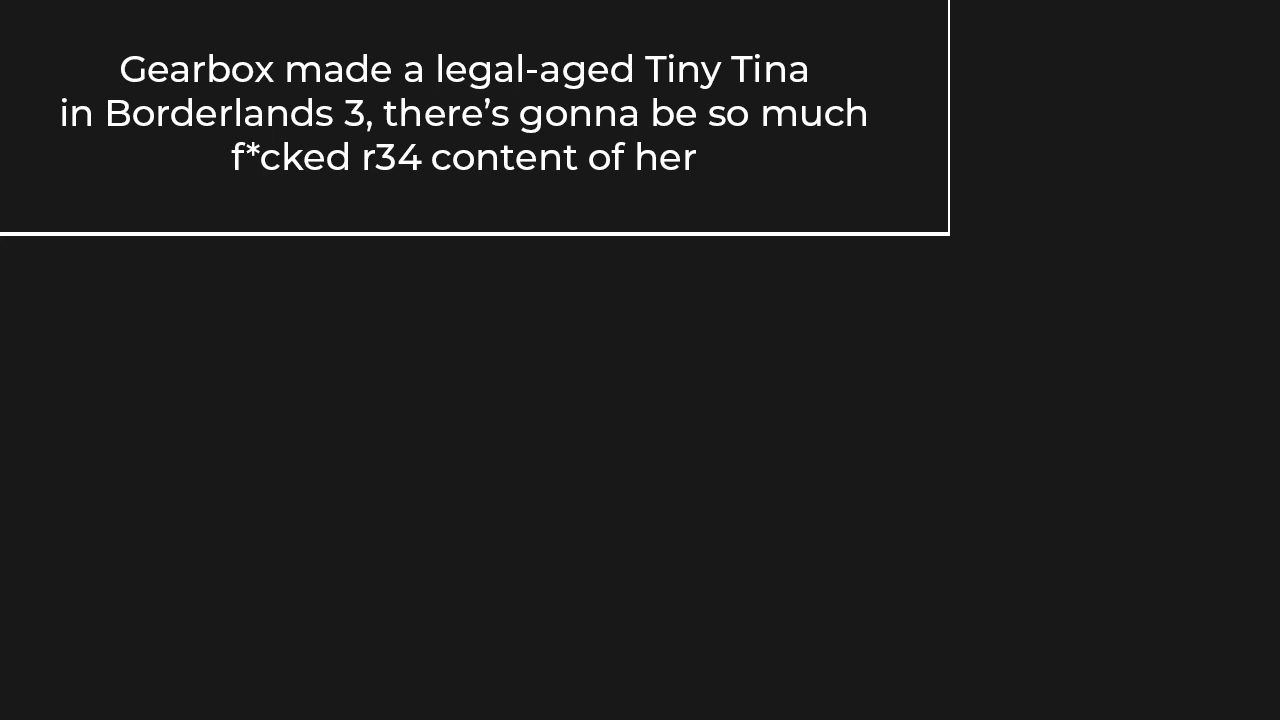 Gearbox made a legal-aged Tiny Tina
in Borderlands 3, there’s gonna be so much
f*cked r34 content of her